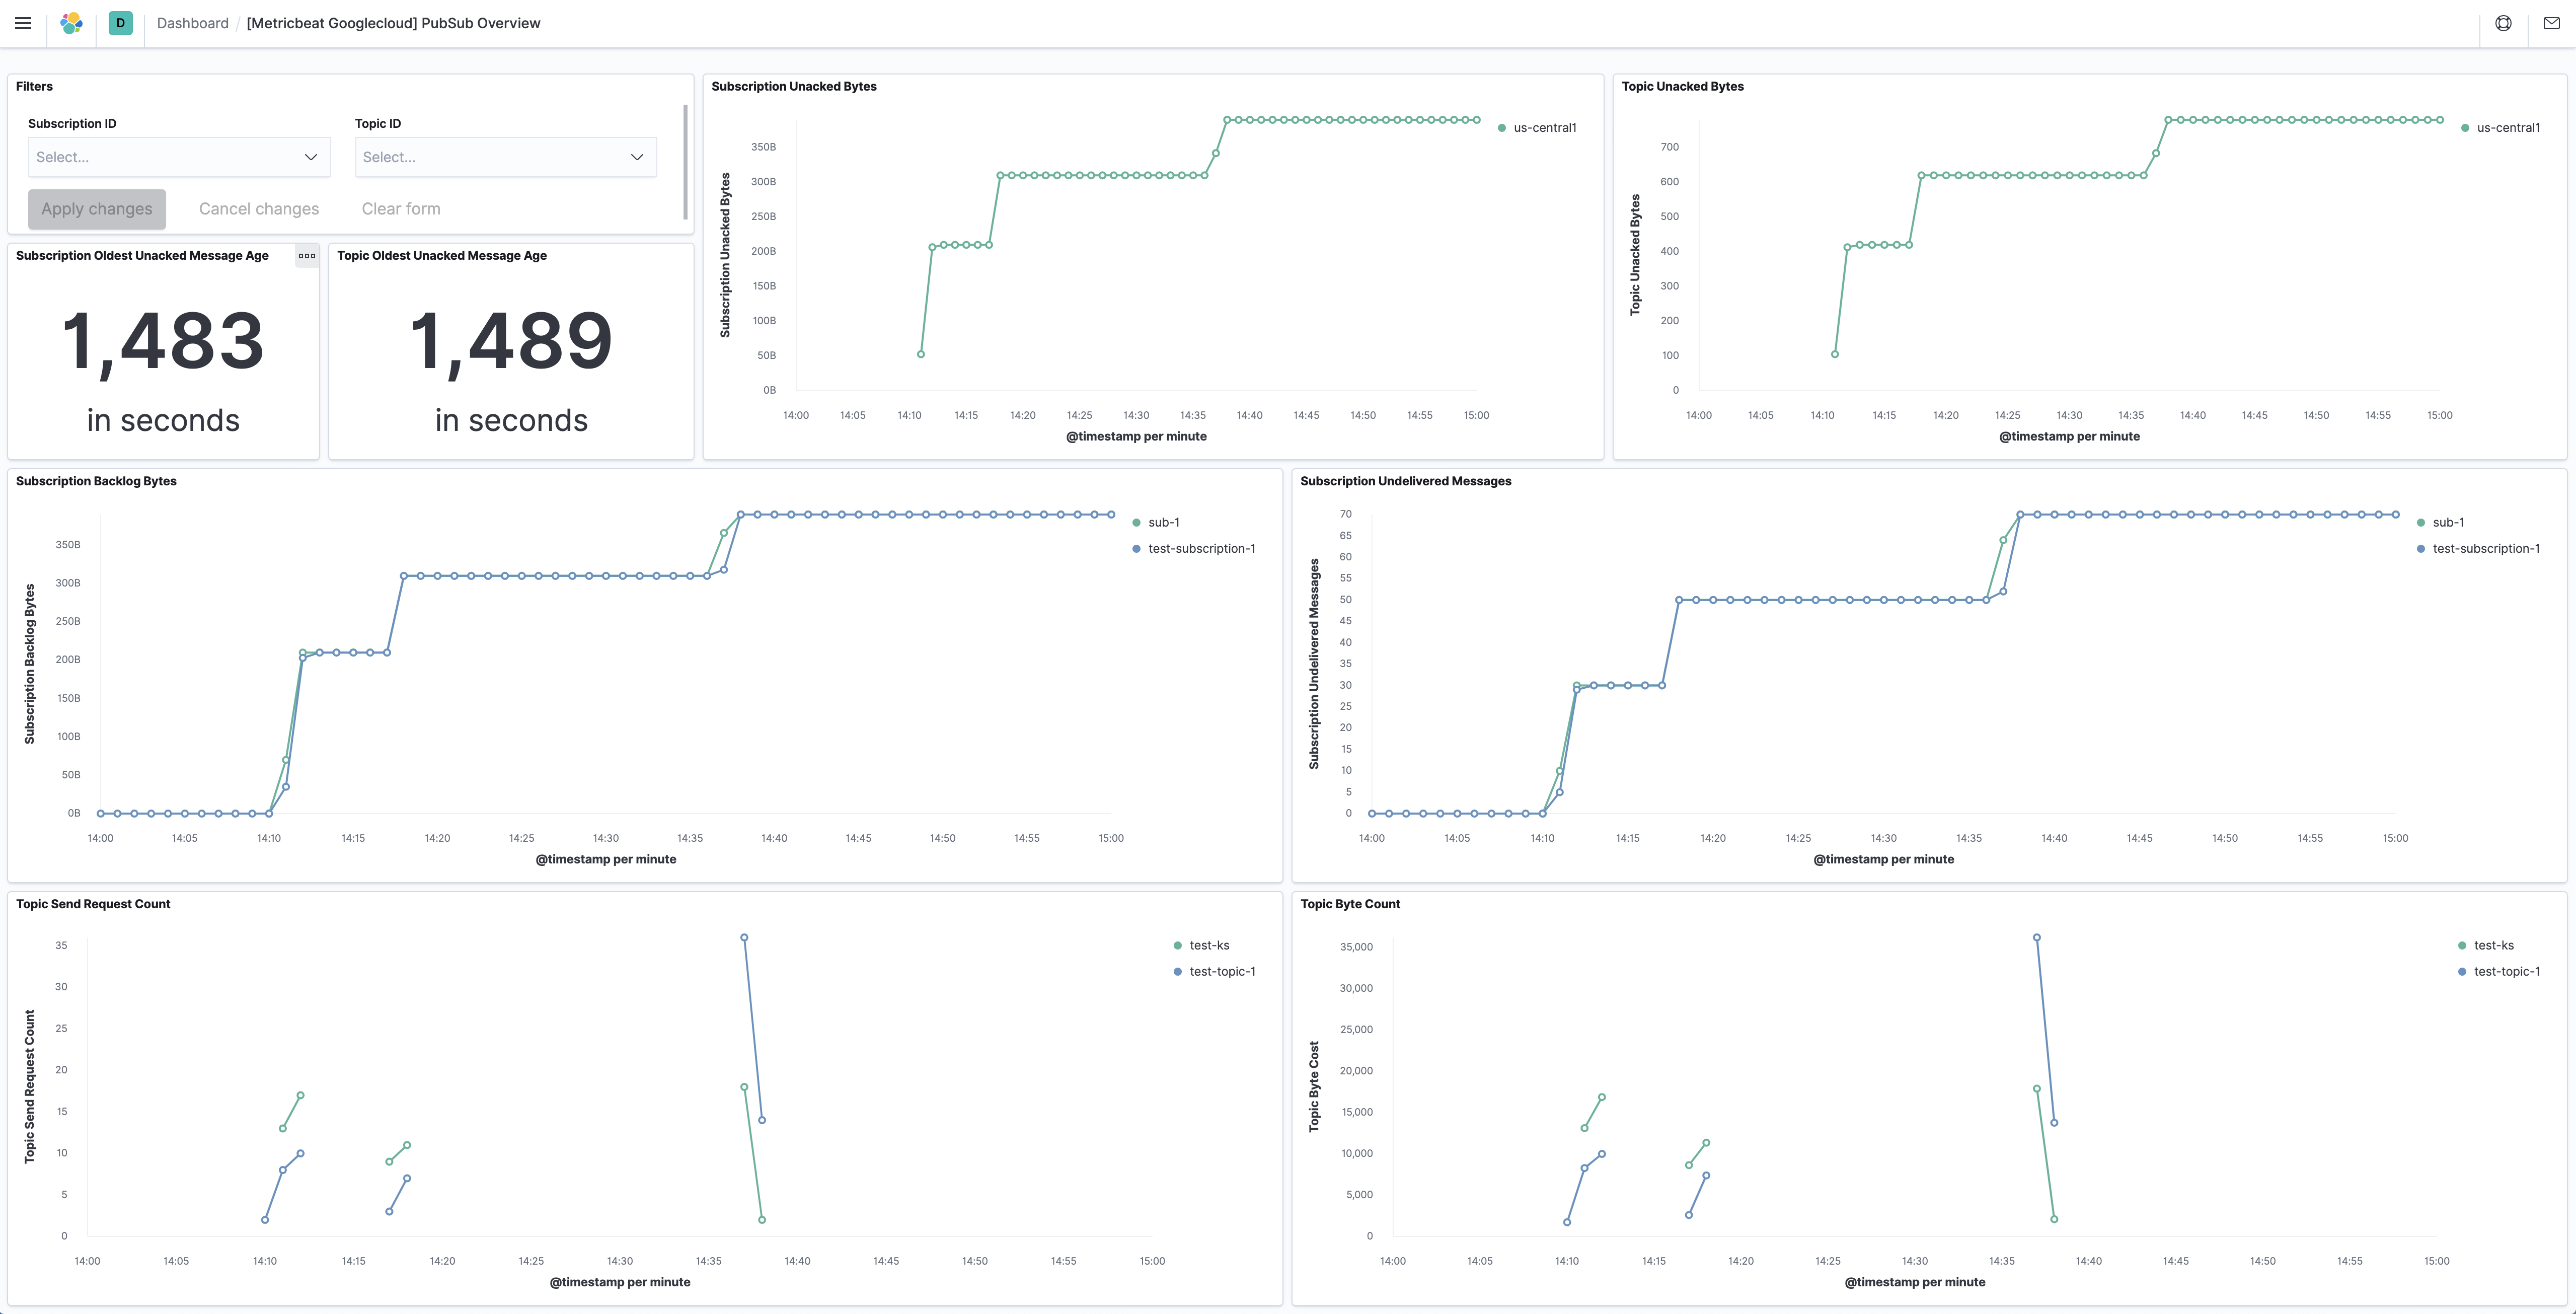 D Dashboard / [Metricbeat Googlecloud] PubSub Overview
Filters
Subscription ID
Select...
Topic ID
Select...
Apply changes Cancel changes Clear form
Subscription Oldest Unacked Message Age
1,483
in seconds
Topic Oldest Unacked Message Age
1,489
in seconds
Subscription Unacked Bytes
Subscription Unacked Bytes
350B
300B
250B
200B
150B
100B
50B
0B
14:00 14:05 14:10 14:15 14:20 14:25 14:30 14:35 14:40 14:45 14:50 14:55 15:00
@timestamp per minute
us-central1
Topic Unacked Bytes
Topic Unacked Bytes
700
600
500
400
300
200
100
0
14:00 14:05 14:10 14:15 14:20 14:25 14:30 14:35 14:40 14:45 14:50 14:55 15:00
@timestamp per minute
us-central1
Subscription Backlog Bytes
Subscription Backlog Bytes
350B
300B
250B
200B
150B
100B
50B
0B
14:00 14:05 14:10 14:15 14:20 14:25 14:30 14:35 14:40 14:45 14:50 14:55 15:00
@timestamp per minute
sub-1
test-subscription-1
Subscription Undelivered Messages
Subscription Undelivered Messages
70
65
60
55
50
45
40
35
30
25
20
15
10
5
0
14:00 14:05 14:10 14:15 14:20 14:25 14:30 14:35 14:40 14:45 14:50 14:55 15:00
@timestamp per minute
sub-1
test-subscription-1
Topic Send Request Count
Topic Send Request Count
35
30
25
20
15
10
5
0
14:00 14:05 14:10 14:15 14:20 14:25 14:30 14:35 14:40 14:45 14:50 14:55 15:00
@timestamp per minute
test-ks
test-topic-1
Topic Byte Count
Topic Byte Cost
35,000
30,000
25,000
20,000
15,000
10,000
5,000
0
14:00 14:05 14:10 14:15 14:20 14:25 14:30 14:35 14:40 14:45 14:50 14:55 15:00
@timestamp per minute
test-ks
test-topic-1